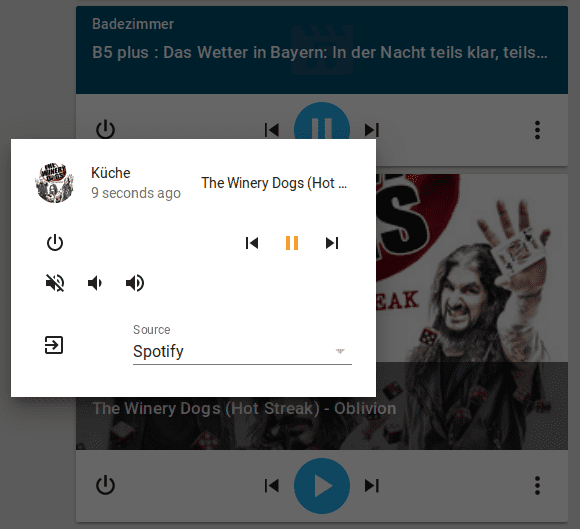 Badezimmer
B5 plus : Das Wetter in Bayern: In der Nacht teils klar, teils...
Küche
9 seconds ago
The Winery Dogs (Hot ...
Source
Spotify
The Winery Dogs (Hot Streak) - Oblivion